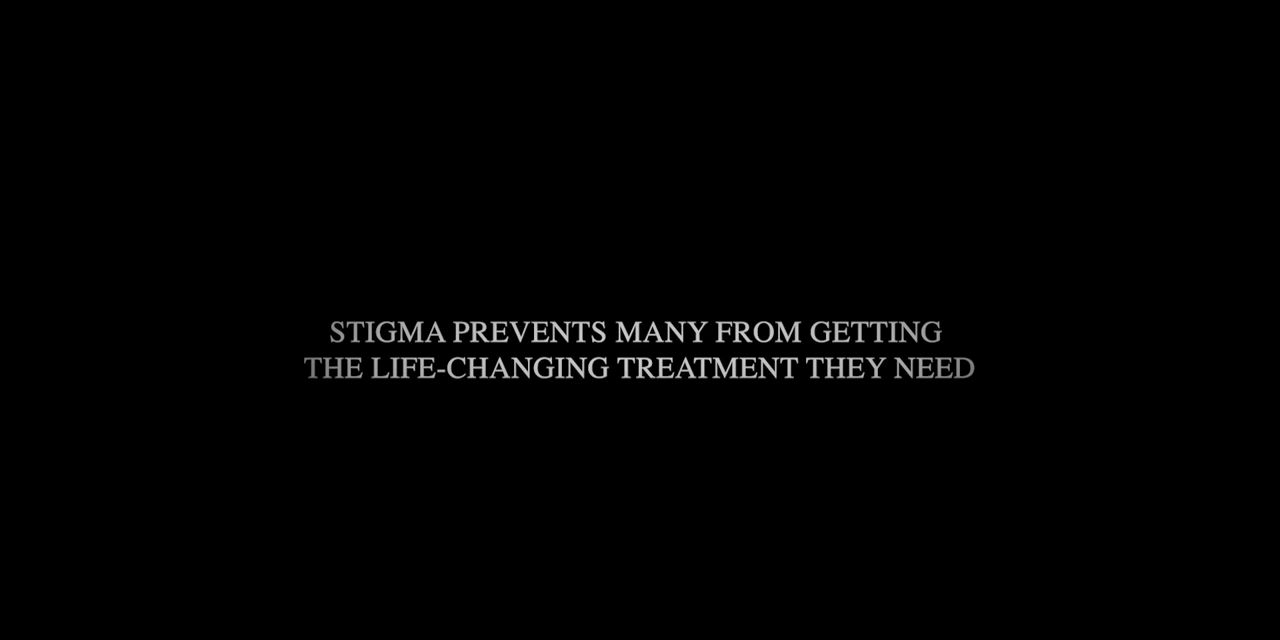 STIGMA PREVENTS MANY FROM GETTING
THE LIFE-CHANGING TREATMENT THEY NEED